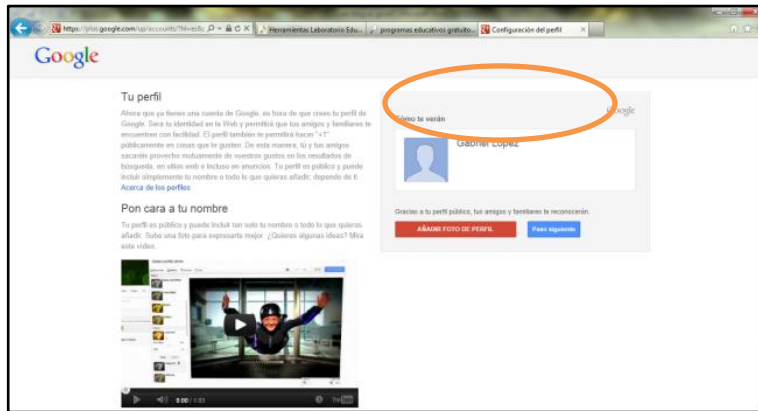 https://plus.google.com/up/accounts/?hl=es&c
Herramientas Laboratorio Edu...
programas educativos gratuito...
Configuración del perfil
Google
Tu perfil
Ahora que ya tienes una cuenta de Google, es hora de que crees tu perfil de
Google. Será tu identidad en la Web y permitirá que tus amigos y familiares te
encuentren con facilidad. El perfil también te permitirá hacer "+1"
públicamente en cosas que te gusten. De esta manera, tú y tus amigos
sacaréis provecho mutuamente de vuestros gustos en los resultados de
búsqueda, en sitios web e incluso en anuncios. Tu perfil es público y puede
incluir simplemente tu nombre o todo lo que quieras añadir; depende de ti.
Acerca de los perfiles
Pon cara a tu nombre
Tu perfil es público y puede incluir tan solo tu nombre o todo lo que quieras
añadir. Sube una foto para expresarte mejor. ¿Quieres algunas ideas? Mira
este vídeo.
0:00 / 1:03
You Tube
Google
Cómo te verán
Gabriel López
Gracias a tu perfil público, tus amigos y familiares te reconocerán.
AÑADIR FOTO DE PERFIL
Paso siguiente